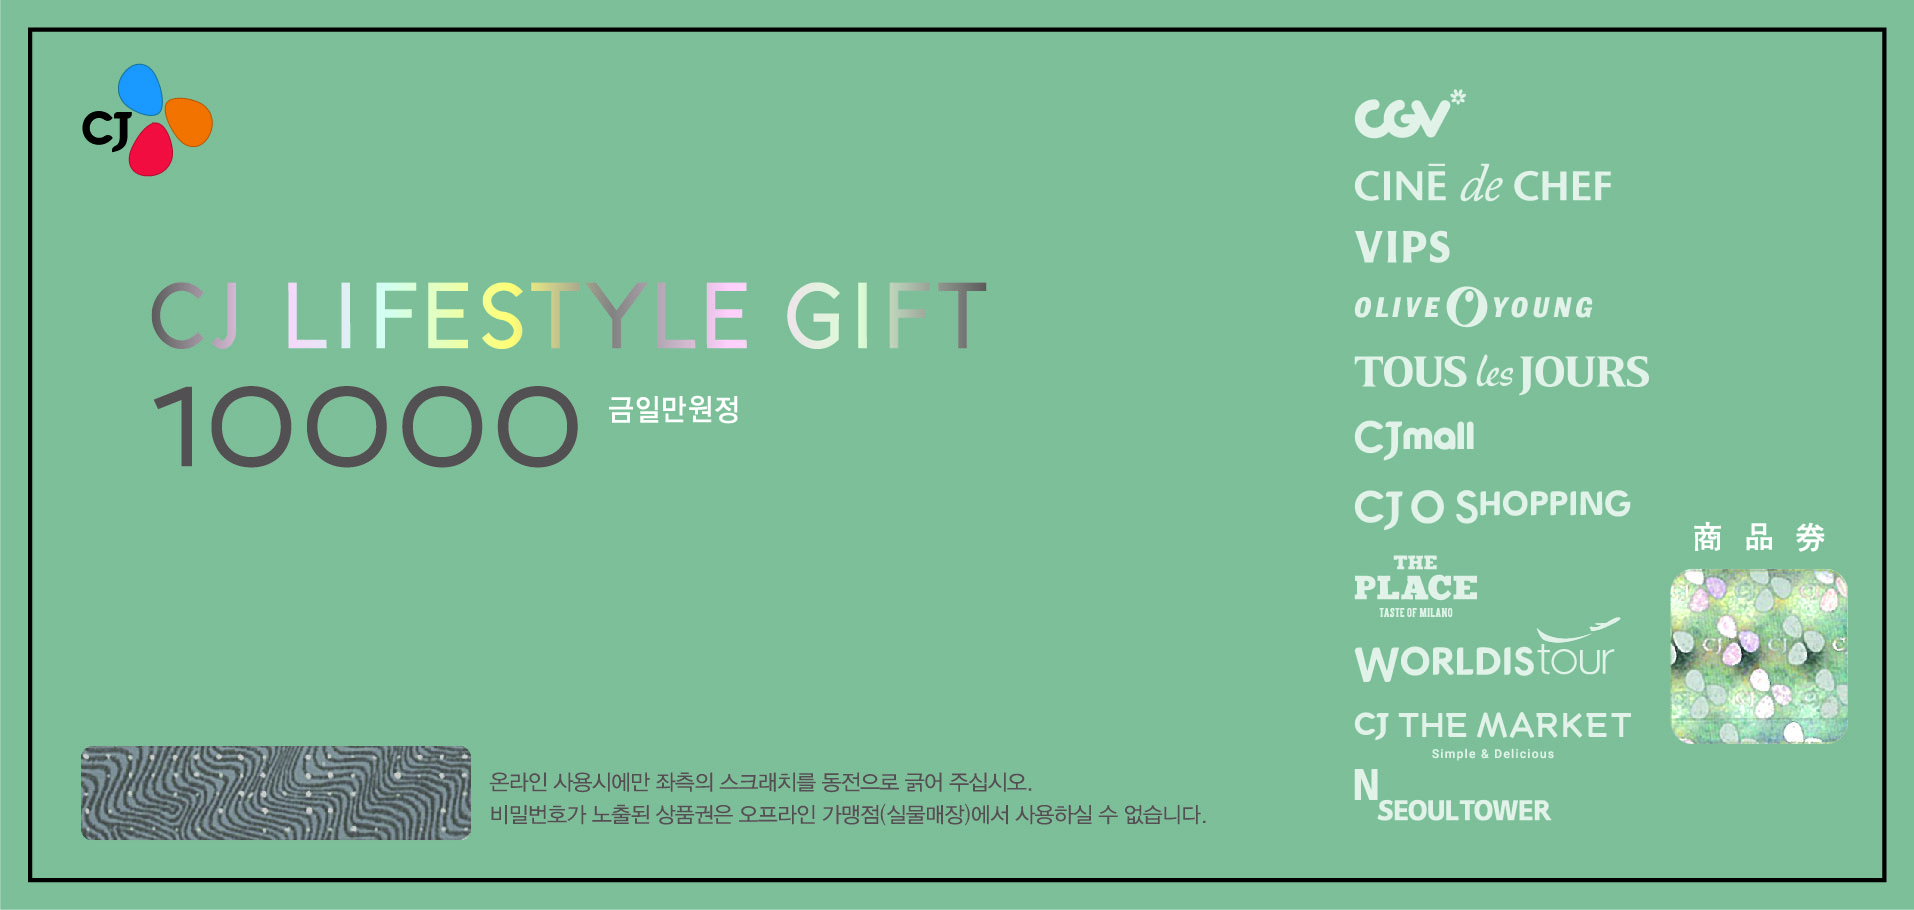 CJ
CJ LIFESTYLE GIFT
10000 금일만원정
온라인 사용시에만 좌측의 스크래치를 동전으로 긁어 주십시오.
비밀번호가 노출된 상품권은 오프라인 가맹점(실물매장)에서 사용하실 수 없습니다.
CGV
CINĒ de CHEF
VIPS
OLIVE O YOUNG
TOUS les JOURS
CJmall
CJ O SHOPPING
THE
PLACE
TASTE OF MILANO
WORLDIStour
CJ THE MARKET
Simple & Delicious
N
SEOULTOWER
商品券
CJ CJ C